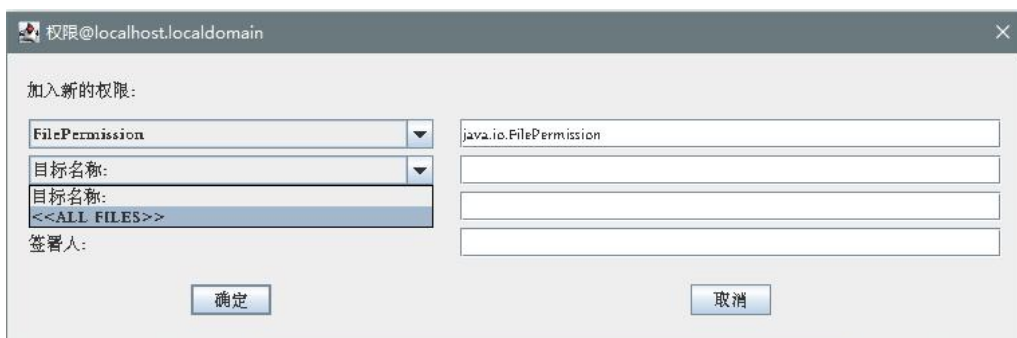 权限@localhost.localdomain
加入新的权限:
FilePermission
java.io.FilePermission
目标名称:
目标名称:
<<ALL FILES>>
签署人:
确定
取消